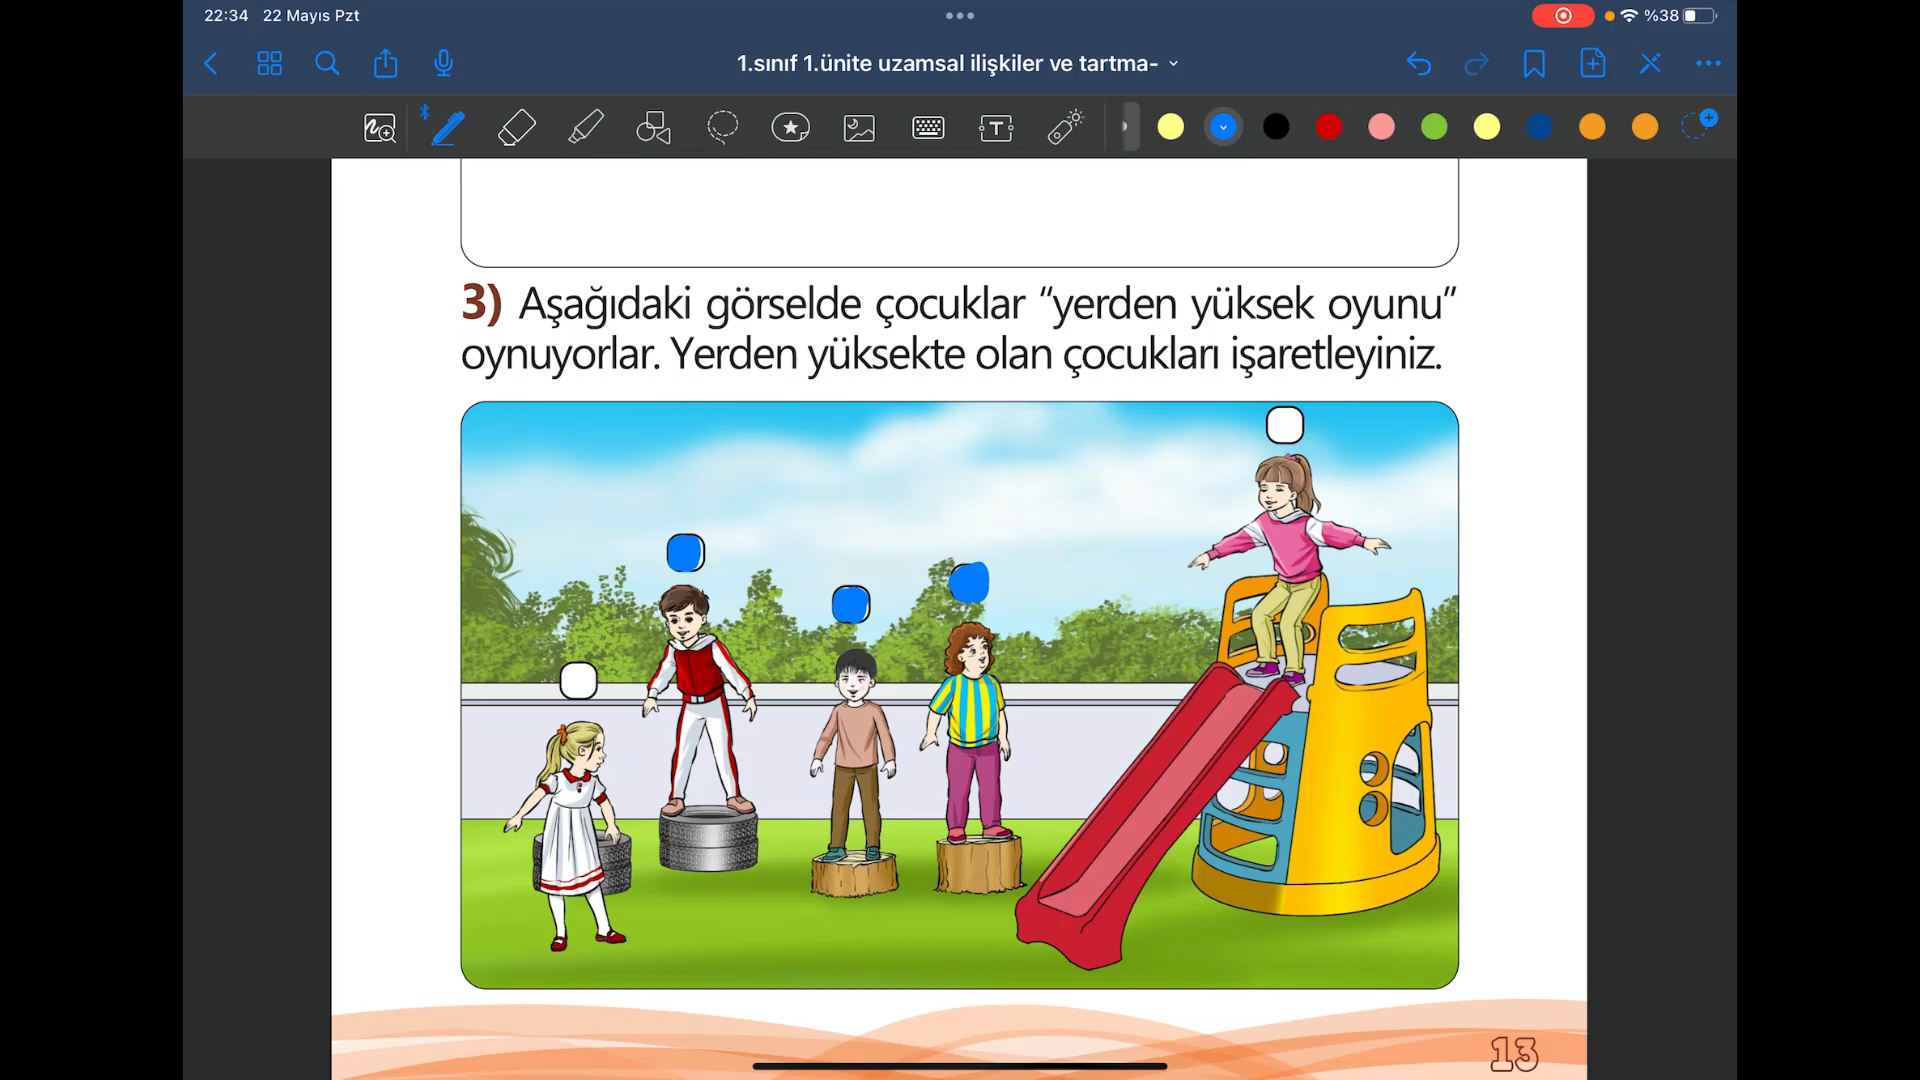 22:34 22 Mayıs Pzt
%38
1.sınıf 1.ünite uzamsal ilişkiler ve tartma-
3) Aşağıdaki görselde çocuklar “yerden yüksek oyunu”
oynuyorlar. Yerden yüksekte olan çocukları işaretleyiniz.
13